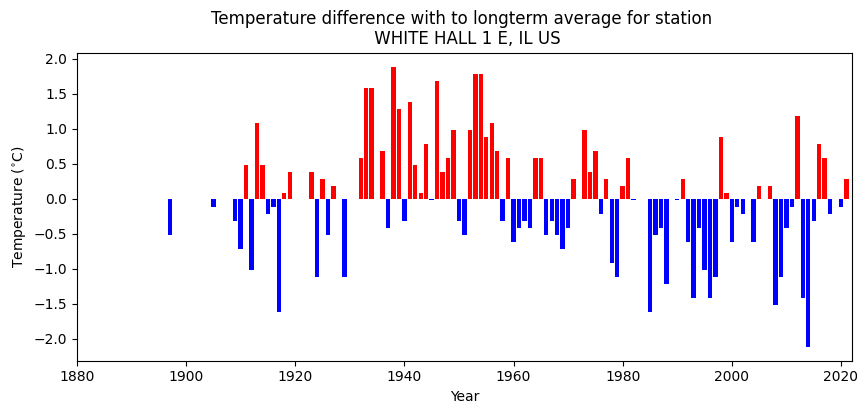 Temperature difference with to longterm average for station
WHITE HALL 1 E, IL US
2.0
1.5
1.0
0.5
0.0
−0.5
−1.0
−1.5
−2.0
Temperature (°C)
1880 1900 1920 1940 1960 1980 2000 2020
Year